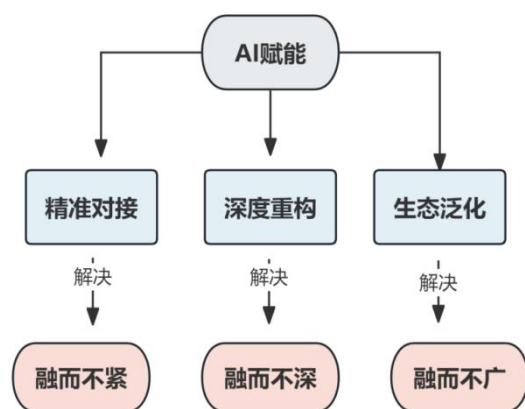 AI赋能
精准对接
深度重构
生态泛化
解决
解决
解决
融而不紧
融而不深
融而不广